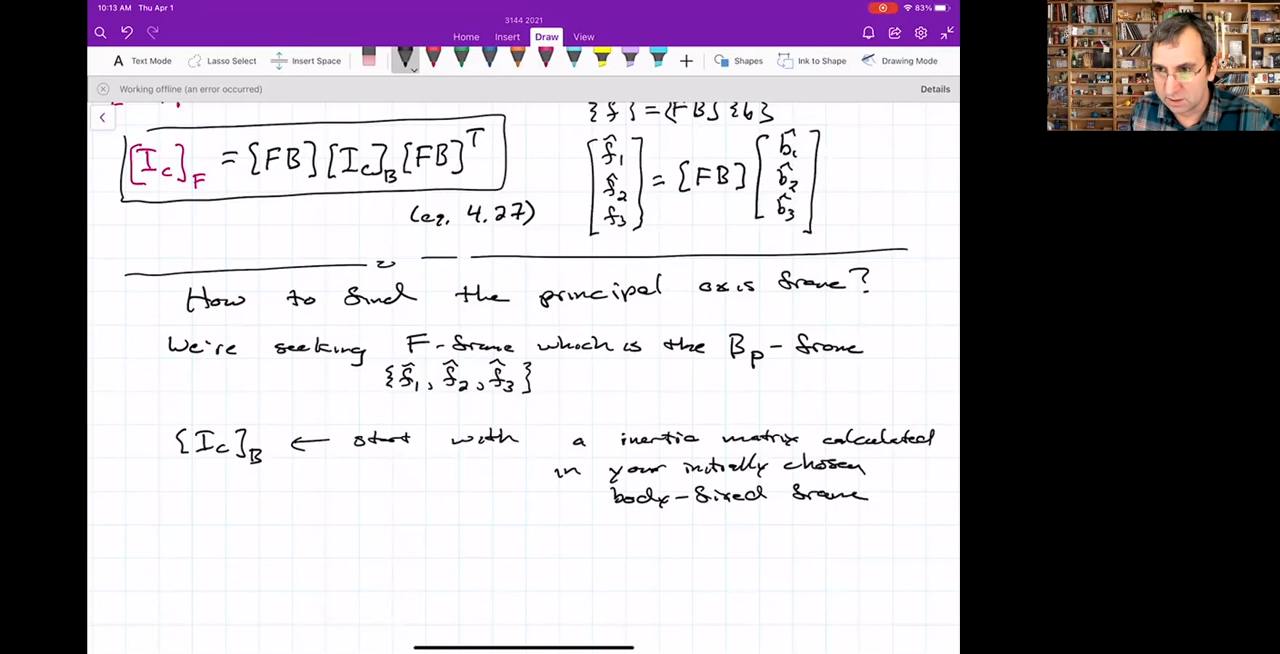 10:13 AM Thu Apr 1
83%
3144 2021
Home Insert Draw View
Text Mode Lasso Select Insert Space + Shapes Ink to Shape Drawing Mode
Working offline (an error occurred) Details
{f} = [FB] {b}
[Ic]F = [FB] [Ic]B [FB]^T
[f̂1 f̂2 f̂3] = [FB] [b̂1 b̂2 b̂3]
(eq. 4.27)
How to find the principal axis frame?
We're seeking F-frame which is the Bp-frame
{f̂1, f̂2, f̂3}
[Ic]B ← start with a inertia matrix calculated
in your initially chosen
body-fixed frame